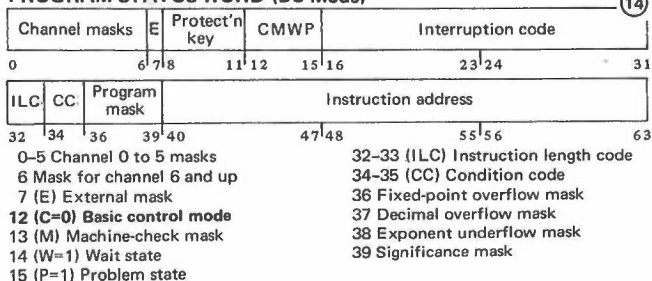 PROGRAM STATUS WORD (BC Mode)
14
Channel masks E Protect'n key CMWP Interruption code
0 6 7 8 11 12 15 16 23 24 31
ILC CC Program mask Instruction address
32 34 36 39 40 47 48 55 56 63
0–5 Channel 0 to 5 masks
6 Mask for channel 6 and up
7 (E) External mask
12 (C=0) Basic control mode
13 (M) Machine-check mask
14 (W=1) Wait state
15 (P=1) Problem state
32–33 (ILC) Instruction length code
34–35 (CC) Condition code
36 Fixed-point overflow mask
37 Decimal overflow mask
38 Exponent underflow mask
39 Significance mask